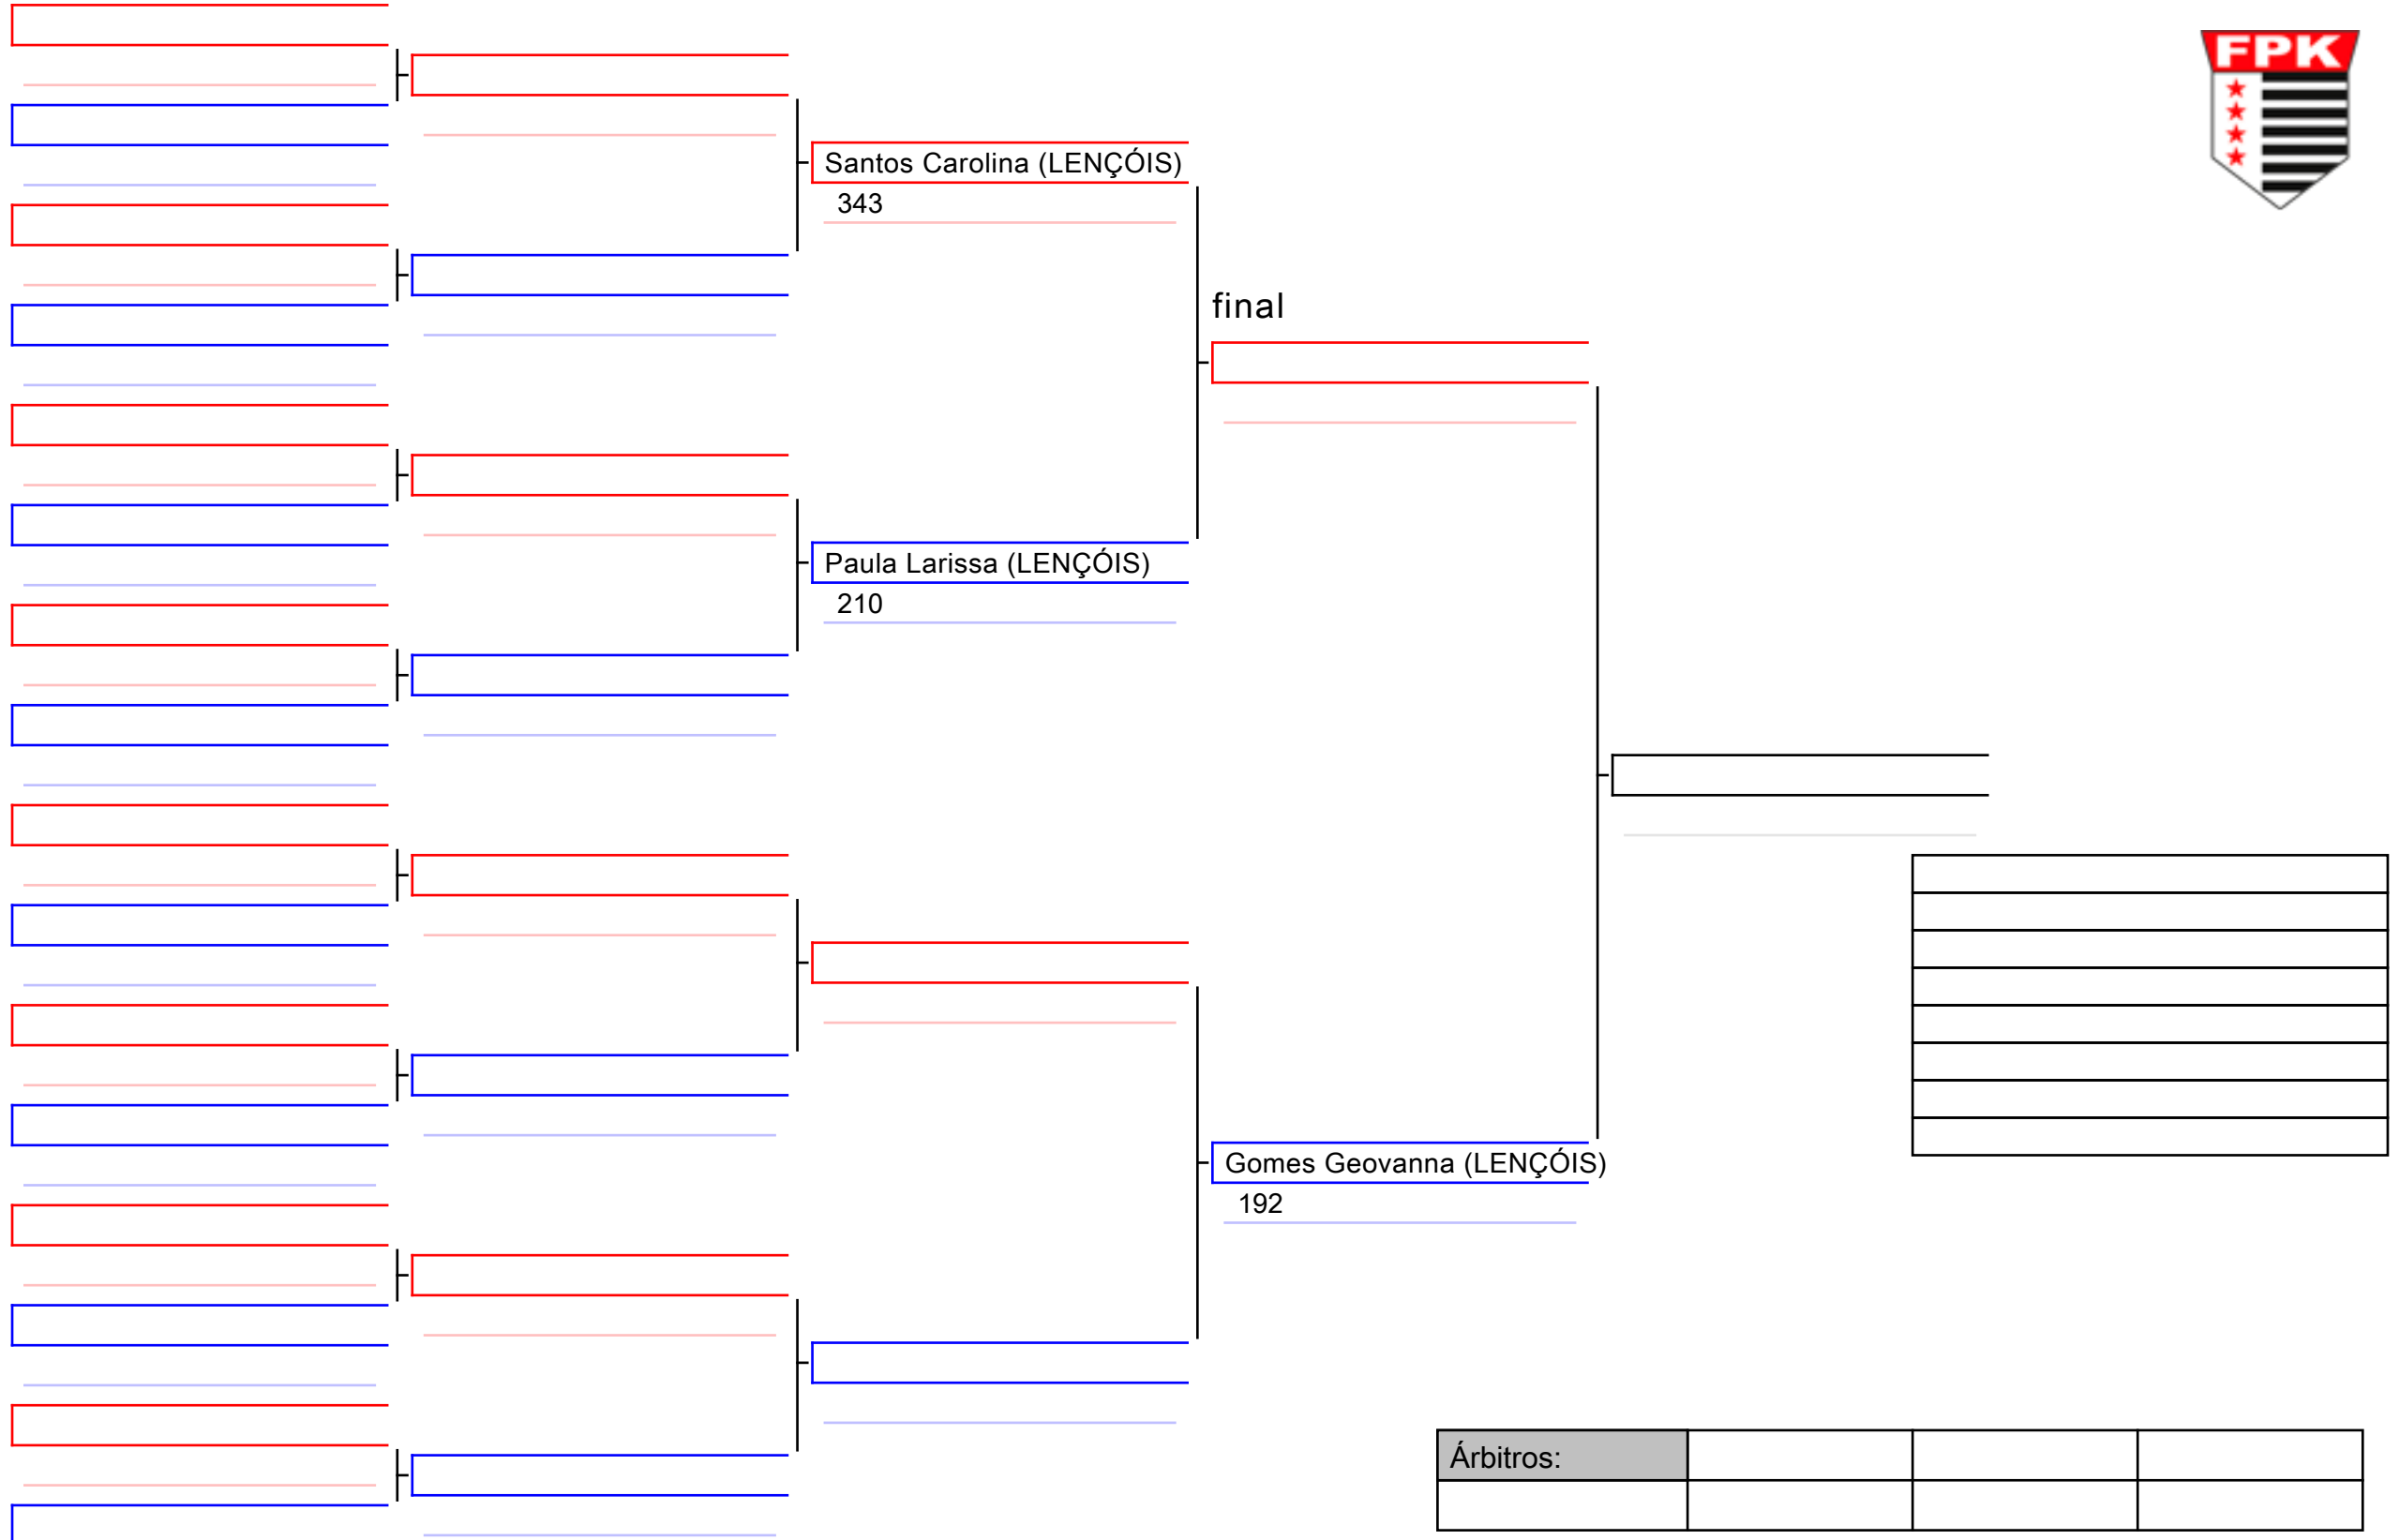 FPK
Santos Carolina (LENÇÓIS)
343
final
Paula Larissa (LENÇÓIS)
210
Gomes Geovanna (LENÇÓIS)
192
Árbitros: